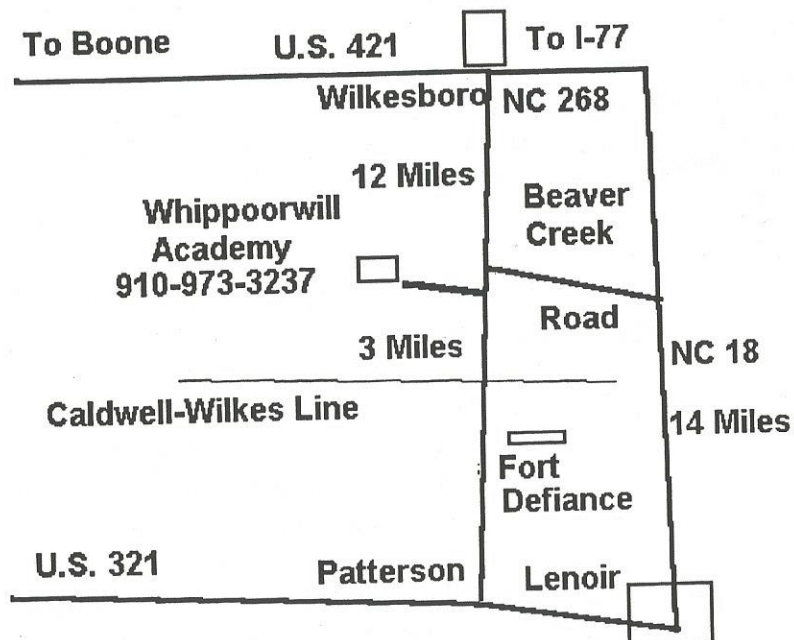 To Boone
U.S. 421
To I-77
Wilkesboro
NC 268
12 Miles
Beaver
Creek
Whippoorwill
Academy
910-973-3237
Road
3 Miles
NC 18
Caldwell-Wilkes Line
14 Miles
Fort
Defiance
U.S. 321
Patterson
Lenoir